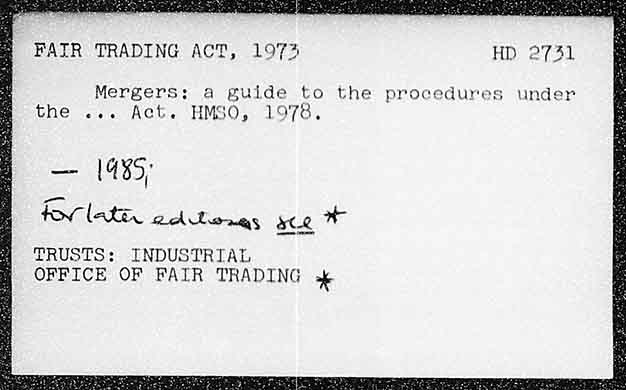 FAIR TRADING ACT, 1973 HD 2731
Mergers: a guide to the procedures under
the ... Act. HMSO, 1978.
— 1985;
For later editions see *
TRUSTS: INDUSTRIAL
OFFICE OF FAIR TRADING *